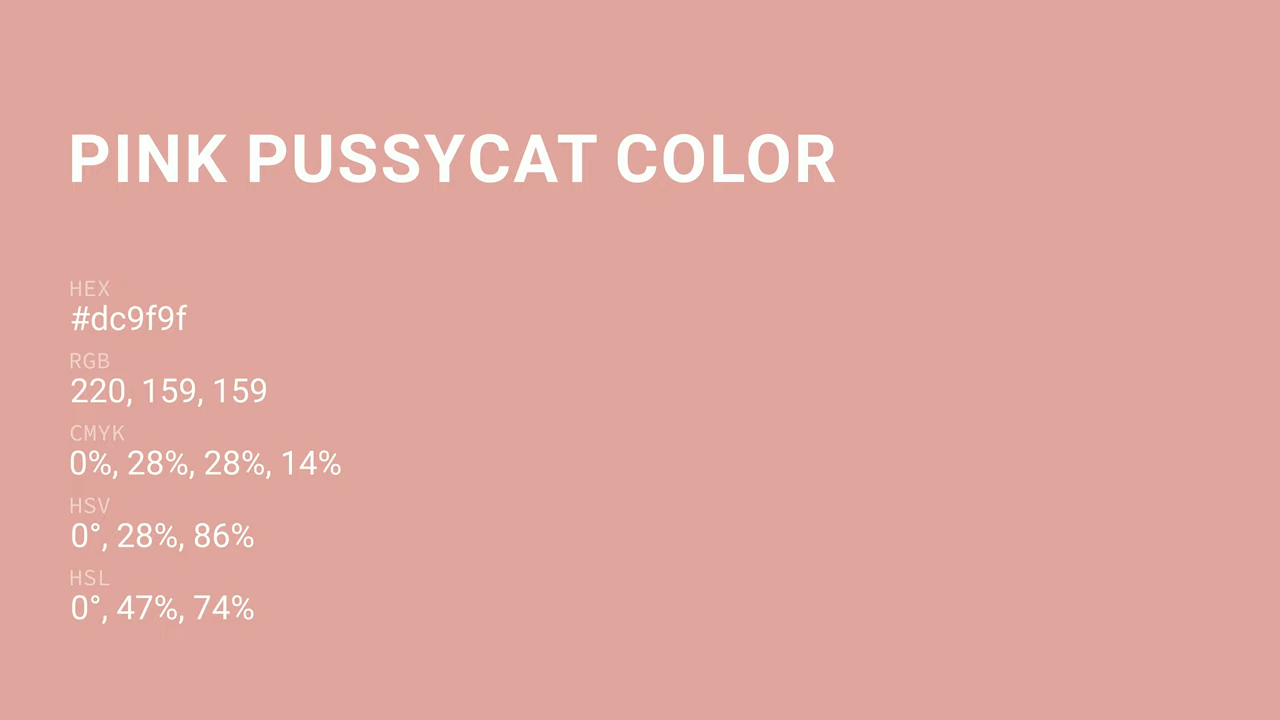 PINK PUSSYCAT COLOR
HEX
#dc9f9f
RGB
220, 159, 159
CMYK
0%, 28%, 28%, 14%
HSV
0°, 28%, 86%
HSL
0°, 47%, 74%